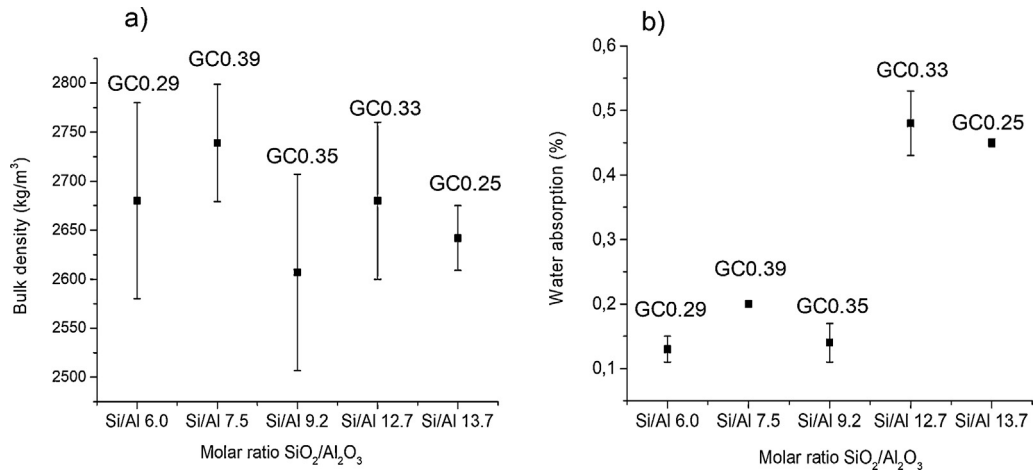 a)
GC0.29
GC0.39
GC0.35
GC0.33
GC0.25
2800
2750
2700
2650
2600
2550
2500
Bulk density (kg/m³)
Si/Al 6.0
Si/Al 7.5
Si/Al 9.2
Si/Al 12.7
Si/Al 13.7
Molar ratio SiO₂/Al₂O₃
b)
0,6
0,5
0,4
0,3
0,2
0,1
Water absorption (%)
GC0.29
GC0.39
GC0.35
GC0.33
GC0.25
Si/Al 6.0
Si/Al 7.5
Si/Al 9.2
Si/Al 12.7
Si/Al 13.7
Molar ratio SiO₂/Al₂O₃